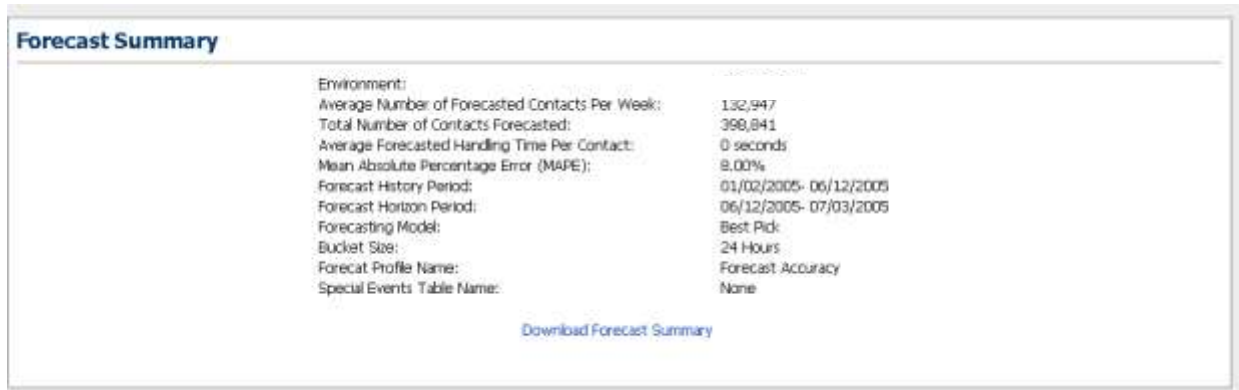 Forecast Summary
Environment:
Average Number of Forecasted Contacts Per Week: 132,947
Total Number of Contacts Forecasted: 398,841
Average Forecasted Handling Time Per Contact: 0 seconds
Mean Absolute Percentage Error (MAPE): 8.00%
Forecast History Period: 01/02/2005- 06/12/2005
Forecast Horizon Period: 06/12/2005- 07/03/2005
Forecasting Model: Best Pick
Bucket Size: 24 Hours
Forecat Profile Name: Forecast Accuracy
Special Events Table Name: None
Download Forecast Summary